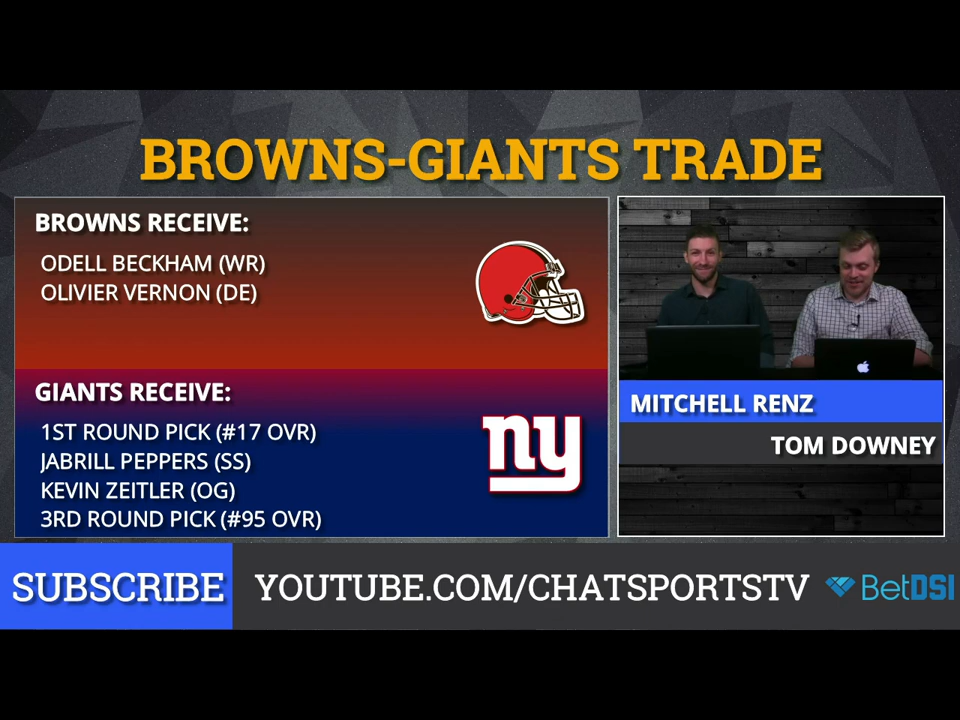 BROWNS-GIANTS TRADE
BROWNS RECEIVE:
ODELL BECKHAM (WR)
OLIVIER VERNON (DE)
GIANTS RECEIVE:
1ST ROUND PICK (#17 OVR)
JABRILL PEPPERS (SS)
KEVIN ZEITLER (OG)
3RD ROUND PICK (#95 OVR)
ny
MITCHELL RENZ
TOM DOWNEY
SUBSCRIBE
YOUTUBE.COM/CHATSPORTSTV
BetDSI